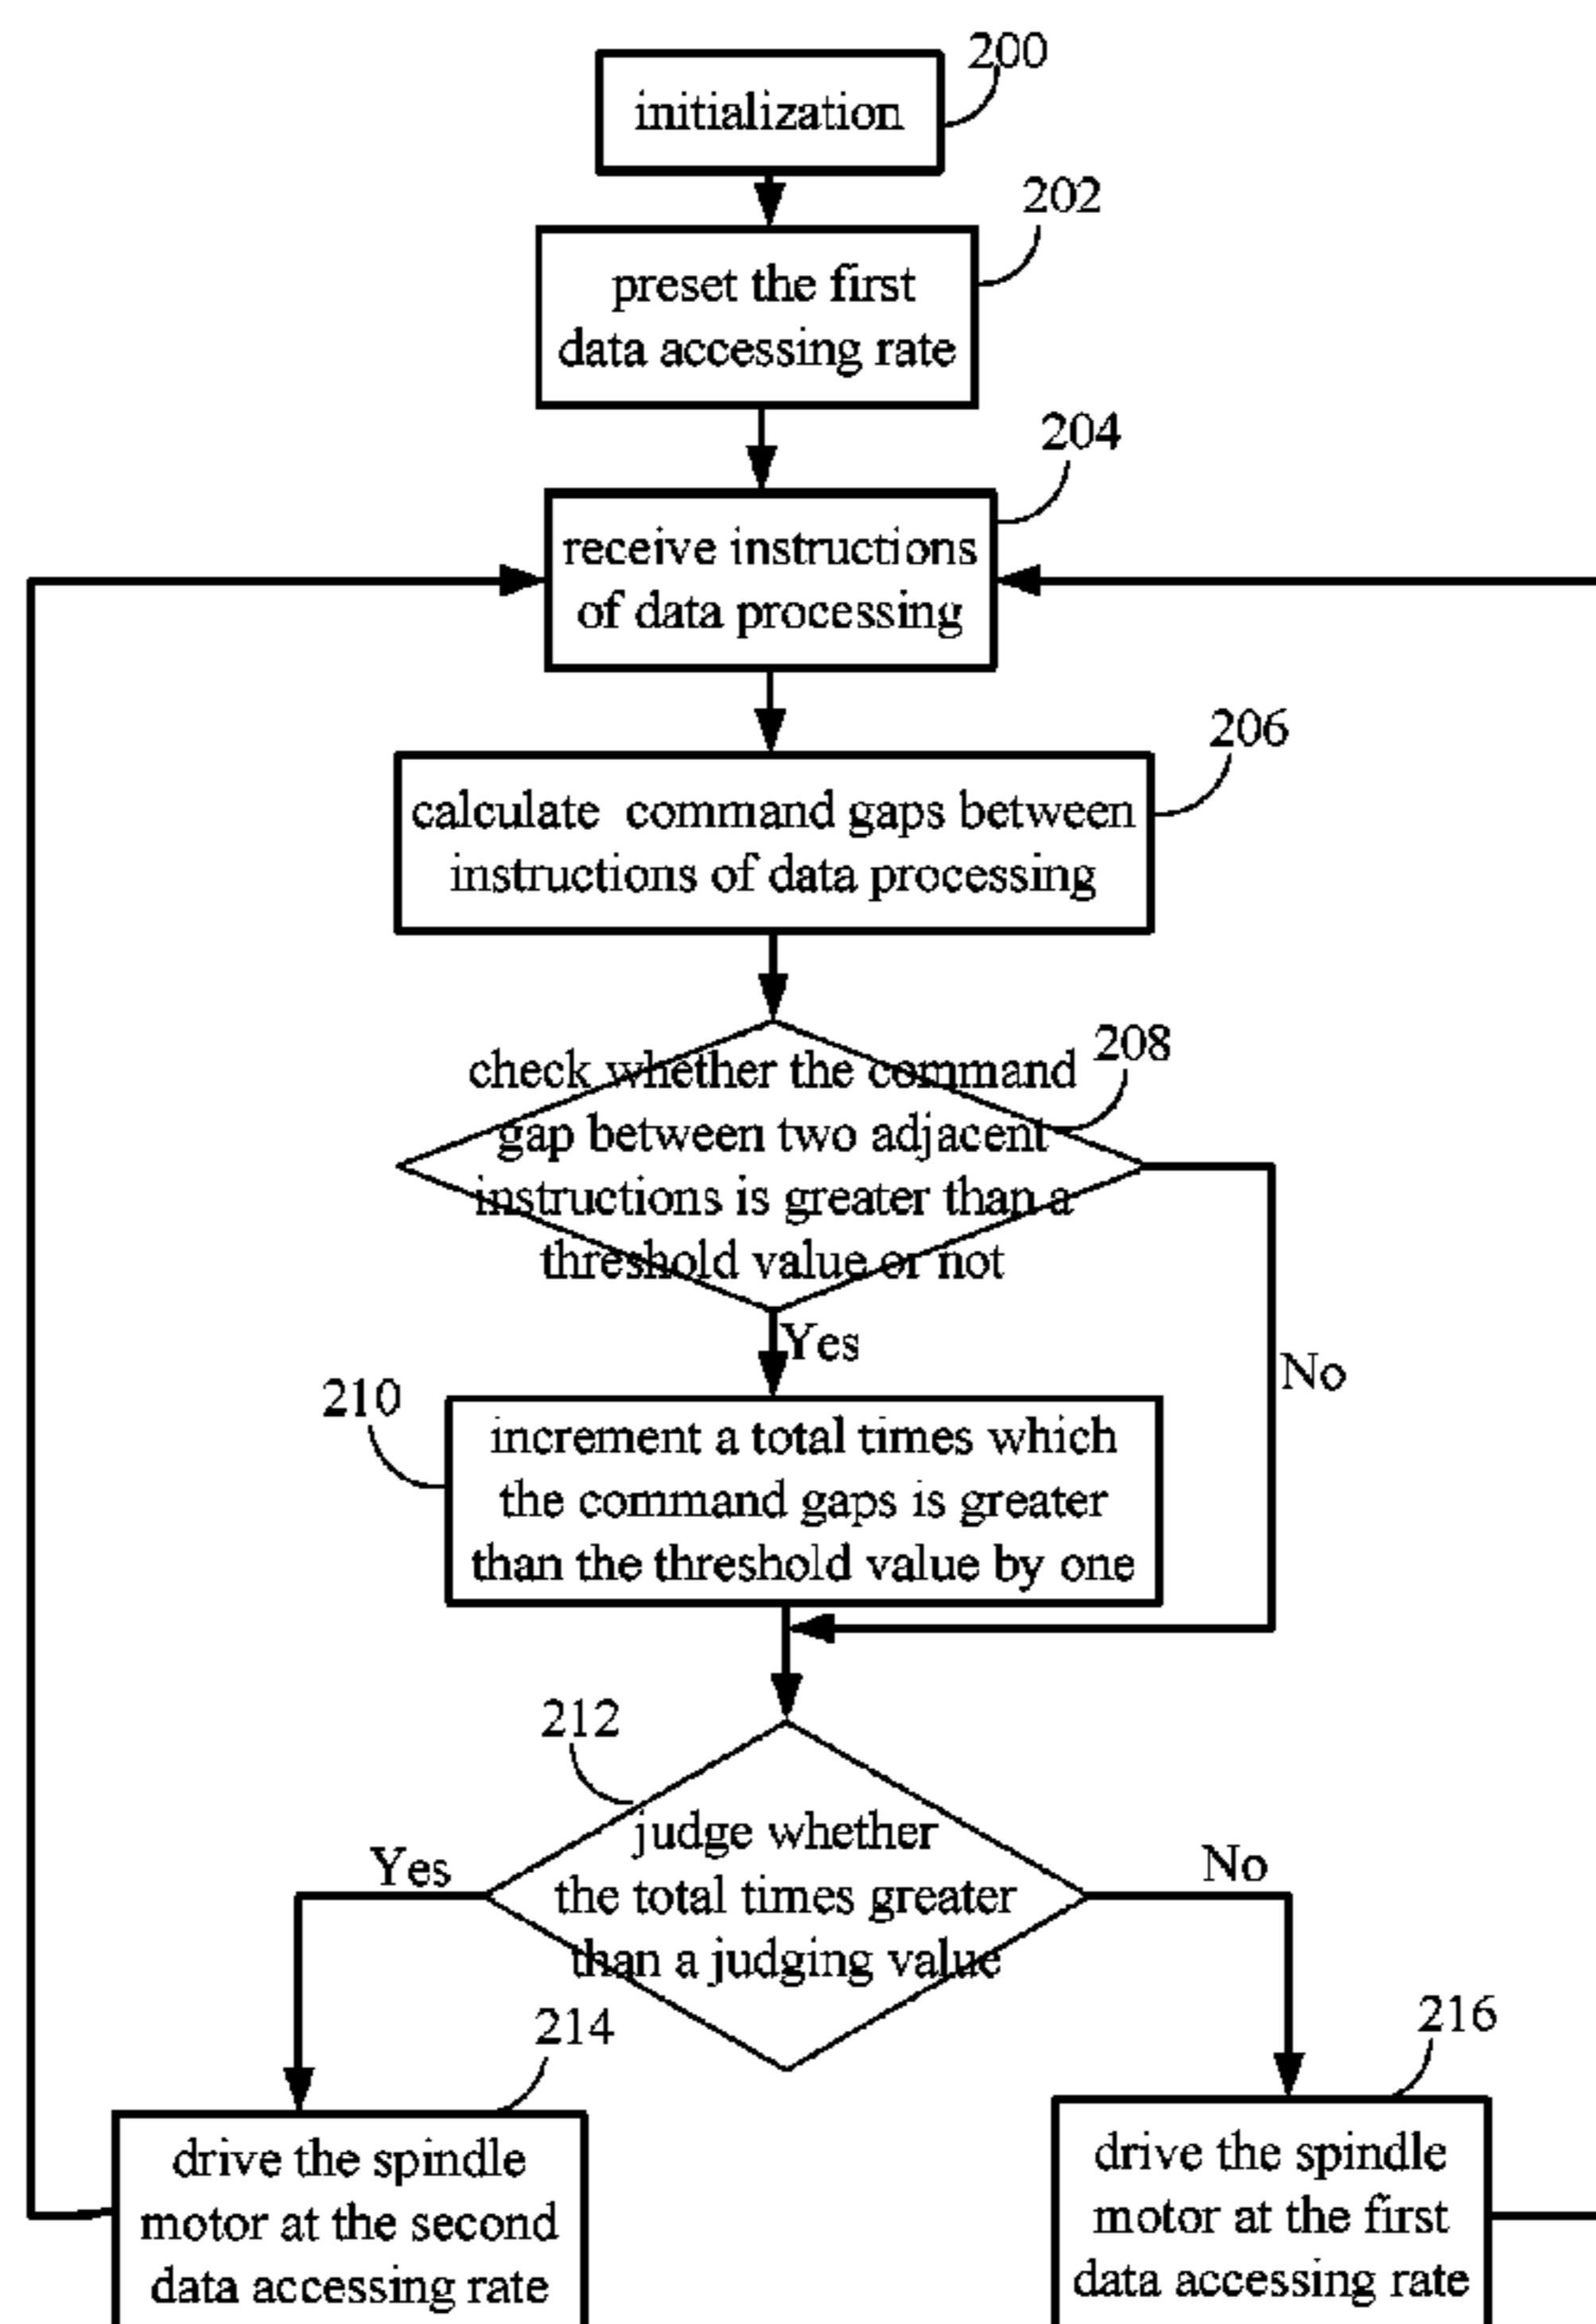 200
initialization
202
preset the first
data accessing rate
204
receive instructions
of data processing
206
calculate command gaps between
instructions of data processing
208
check whether the command
gap between two adjacent
instructions is greater than a
threshold value or not
Yes
No
210
increment a total times which
the command gaps is greater
than the threshold value by one
212
judge whether
the total times greater
than a judging value
Yes
No
214
drive the spindle
motor at the second
data accessing rate
216
drive the spindle
motor at the first
data accessing rate